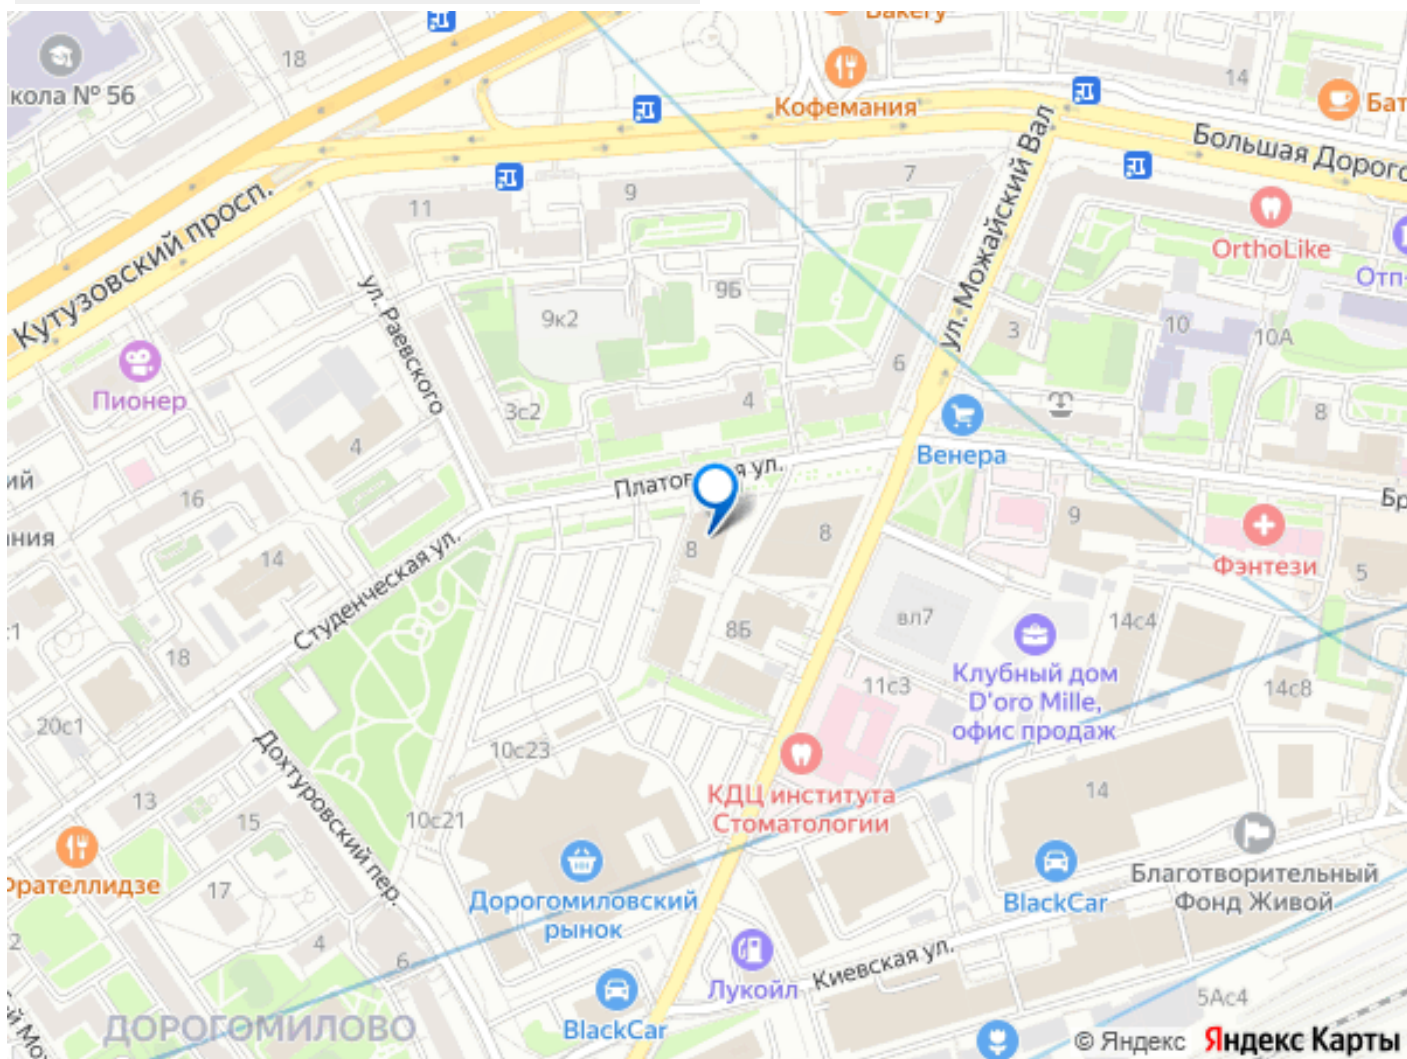 Bakery
18
кола № 56
Кофемания
14
Бат
Большая Дорого
ул. Можайский Вал
7
9
11
Кутузовский просп.
OrthoLike
Отп-
ул. Раевского
9Б
9к2
3
10
10А
Пионер
6
4
3с2
8
4
Венера
ий
16
Платов
я ул.
Бр
ния
9
14
8
8
Фэнтези
5
Студенческая ул.
вл7
14с4
8Б
18
Клубный дом
D'oro Mille,
офис продаж
11с3
14с8
20с1
10с23
Дохтуровский пер.
КДЦ института
Стоматологии
14
13
10с21
15
Фрателлидзе
17
Дорогомиловский
рынок
BlackCar
Благотворительный
Фонд Живой
4
6
2
Лукойл
Киевская ул.
5Ас4
BlackCar
ДОРОГОМИЛОВО
© Яндекс Яндекс Карты